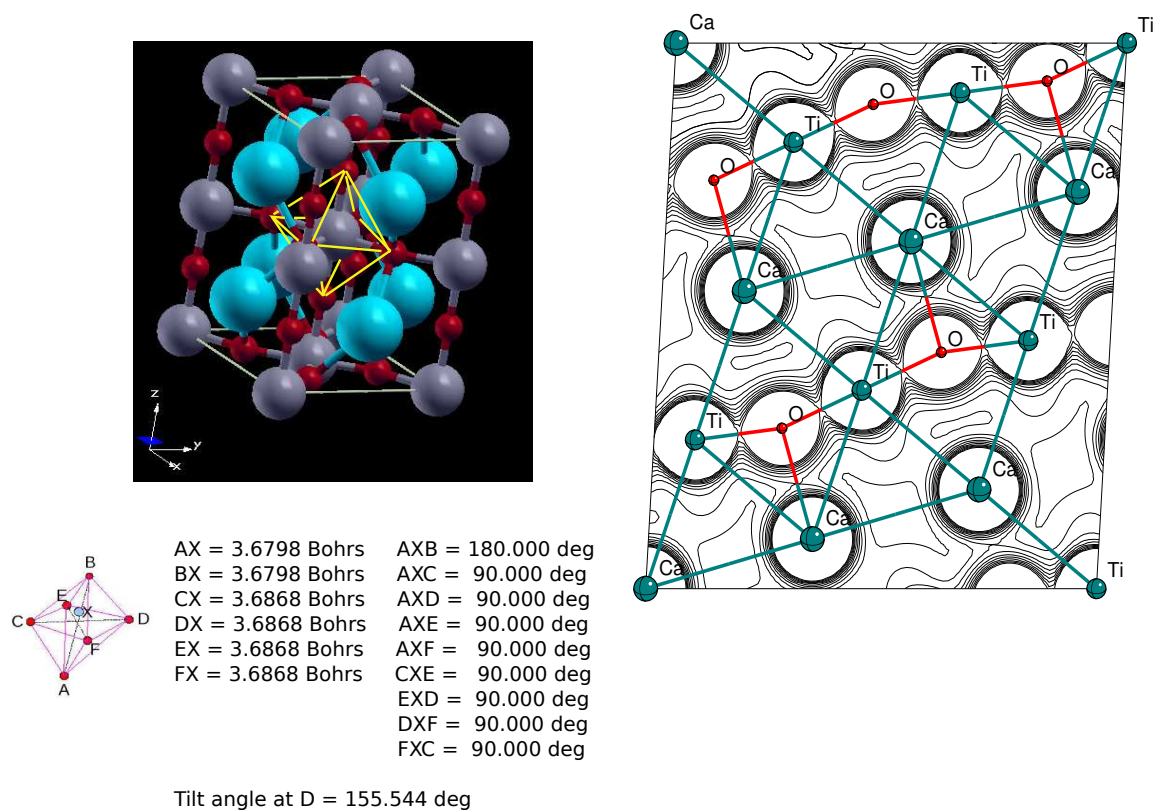 Z
Y
X
B
E
X
C
D
F
A
AX = 3.6798 Bohrs
BX = 3.6798 Bohrs
CX = 3.6868 Bohrs
DX = 3.6868 Bohrs
EX = 3.6868 Bohrs
FX = 3.6868 Bohrs
AXB = 180.000 deg
AXC = 90.000 deg
AXD = 90.000 deg
AXE = 90.000 deg
AXF = 90.000 deg
CXE = 90.000 deg
EXD = 90.000 deg
DXF = 90.000 deg
FXC = 90.000 deg
Tilt angle at D = 155.544 deg
Ca
Ti
O
Ti
O
Ti
O
Ca
Ca
Ca
Ti
O
Ti
O
Ti
Ca
Ca
Ca
Ti